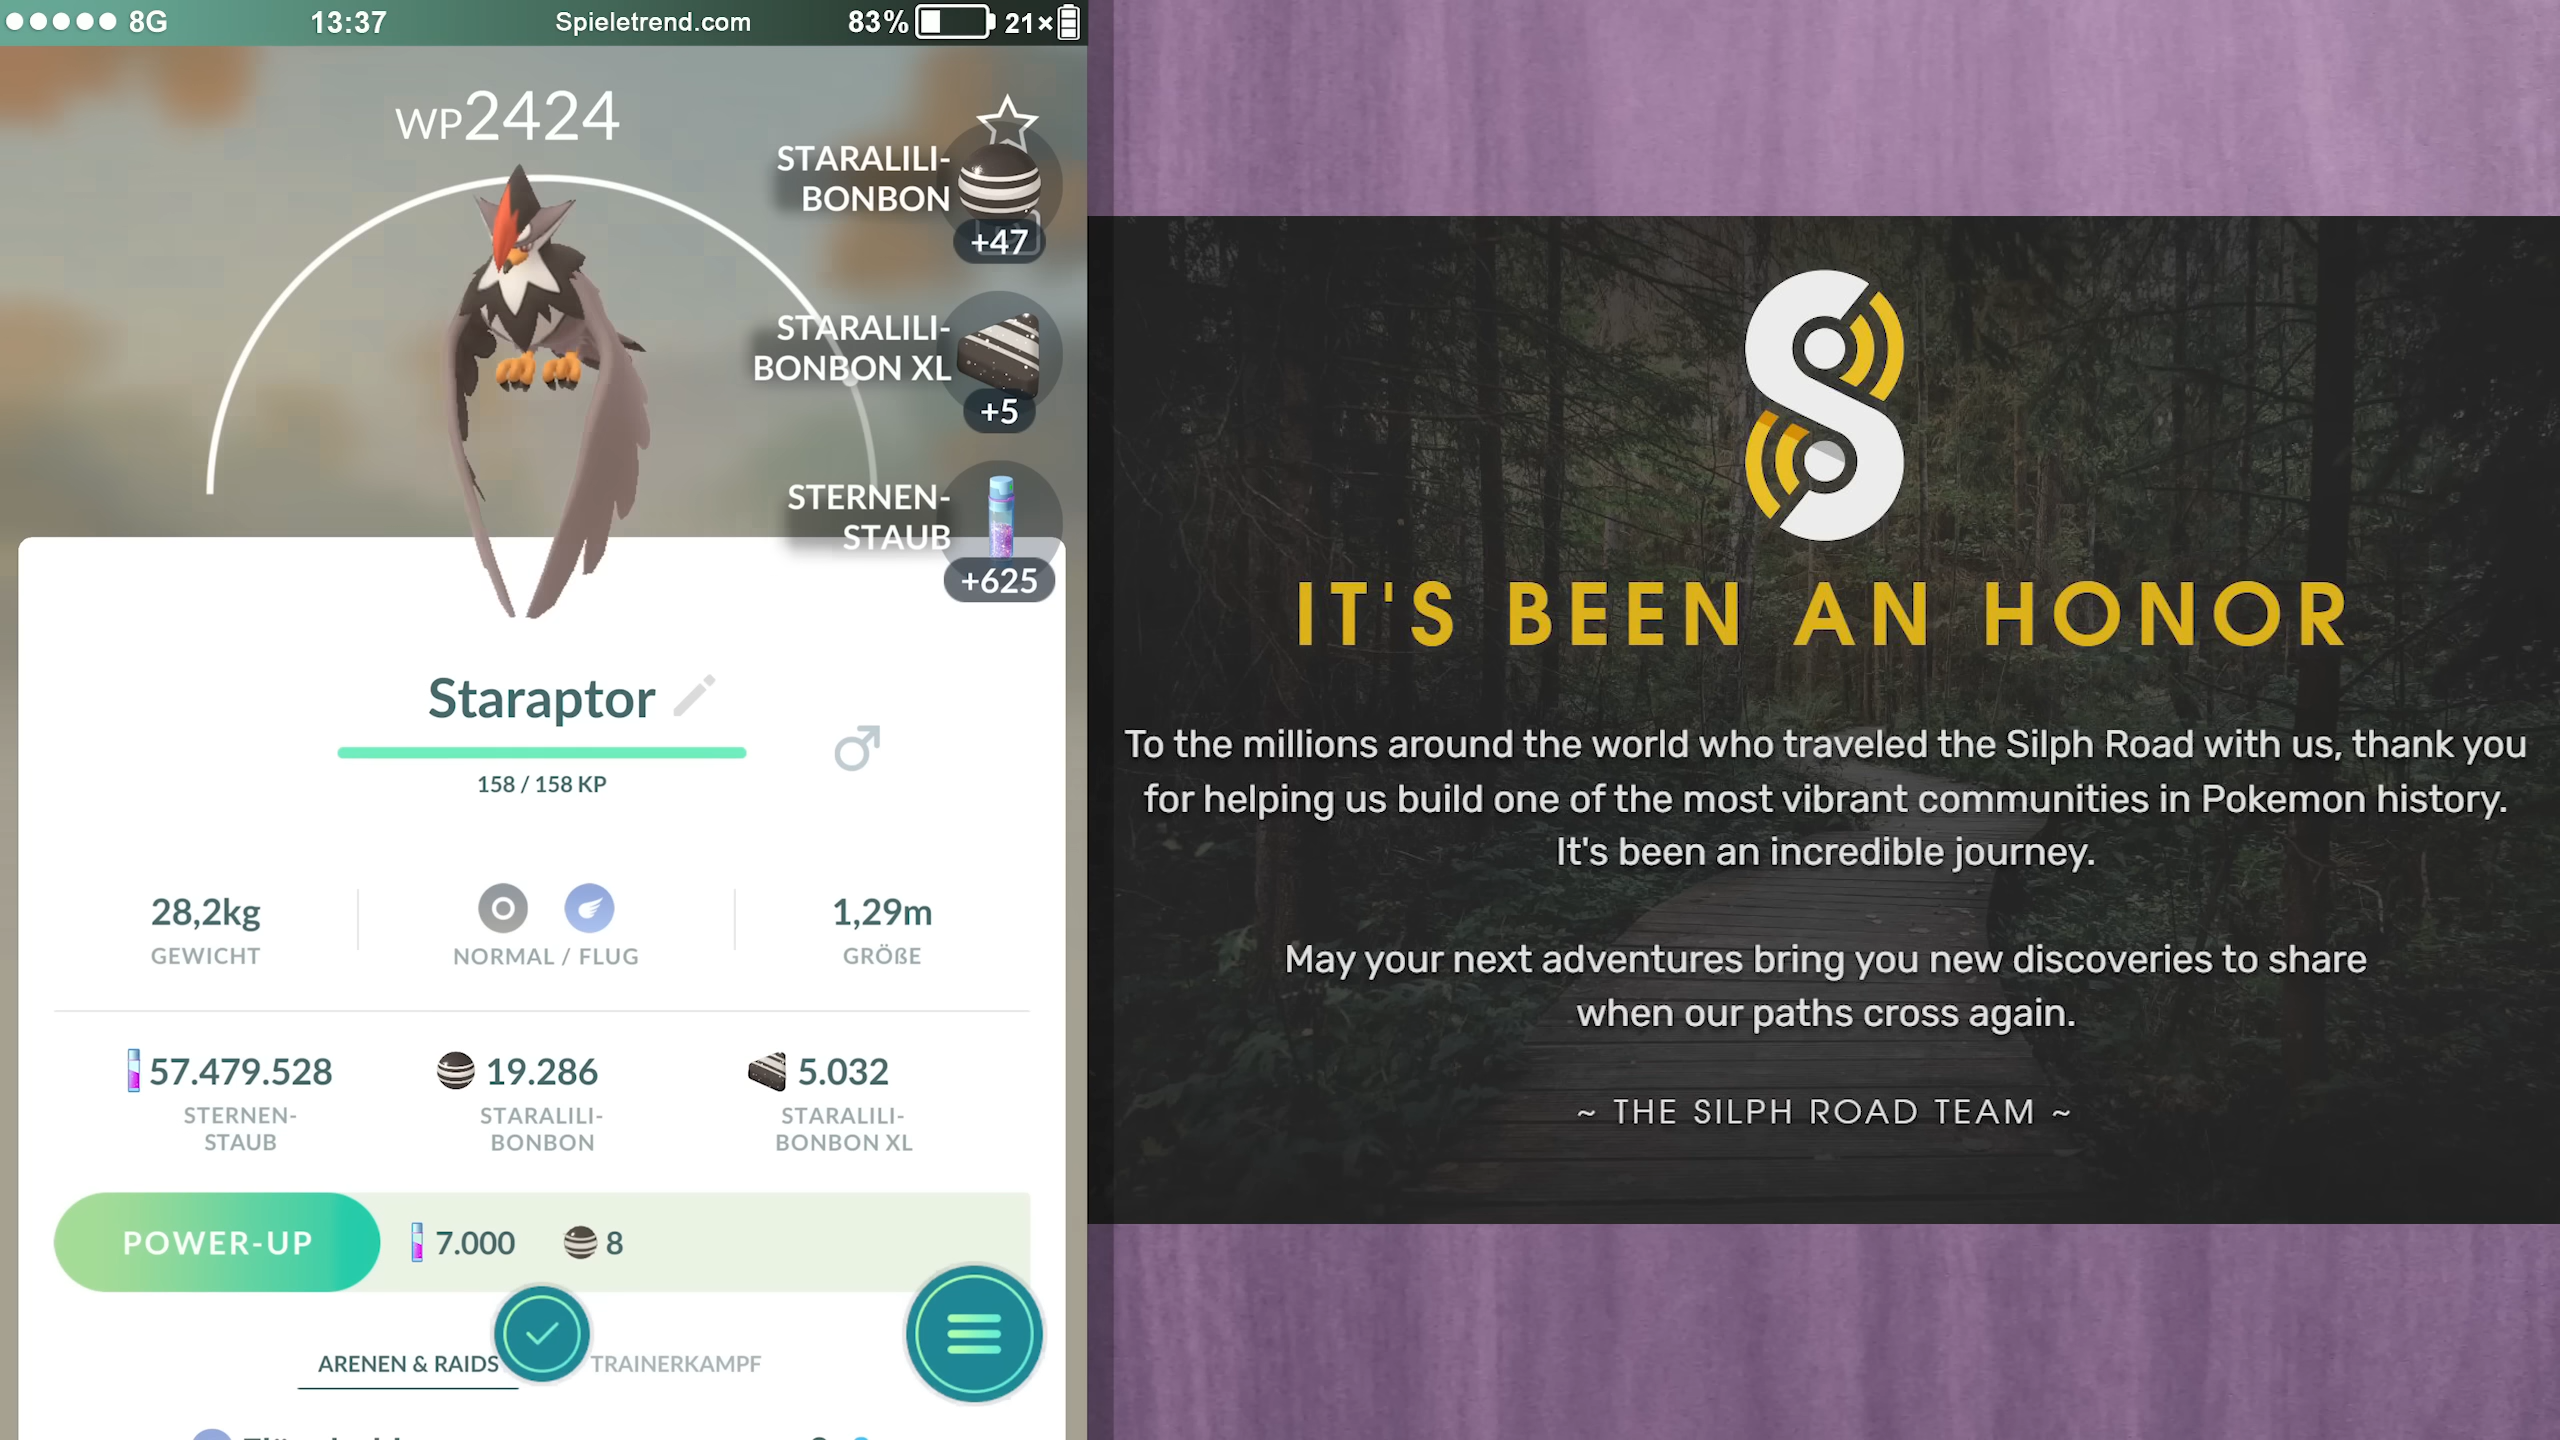 8G 13:37 Spieletrend.com 83% 21×
WP2424
STARALILI-
BONBON
+47
STARALILI-
BONBON XL
+5
STERNEN-
STAUB
+625
Staraptor
158 / 158 KP
28,2kg
GEWICHT
NORMAL / FLUG
1,29m
GRÖßE
57.479.528
STERNEN-
STAUB
19.286
STARALILI-
BONBON
5.032
STARALILI-
BONBON XL
POWER-UP 7.000 8
ARENEN & RAIDS TRAINERKAMPF
IT'S BEEN AN HONOR
To the millions around the world who traveled the Silph Road with us, thank you
for helping us build one of the most vibrant communities in Pokemon history.
It's been an incredible journey.
May your next adventures bring you new discoveries to share
when our paths cross again.
~ THE SILPH ROAD TEAM ~